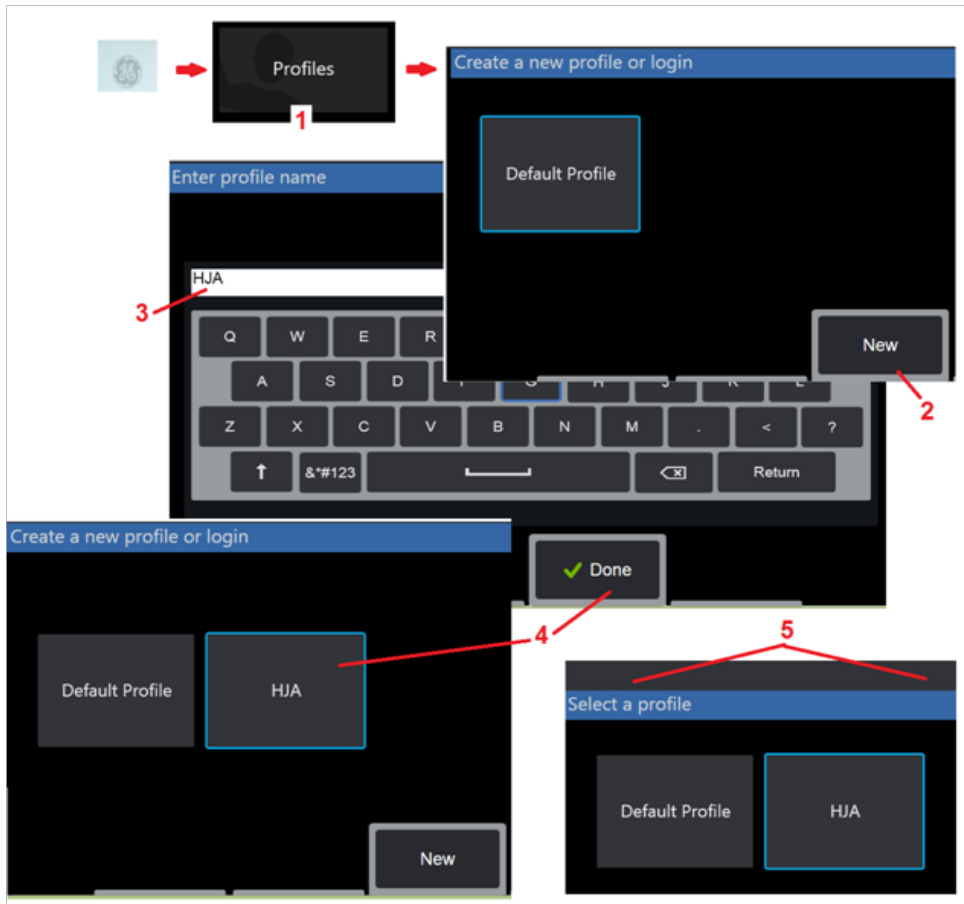 Profiles
1
Create a new profile or login
Default Profile
New
2
Enter profile name
HJA
3
Q W E R
A S D F G H J K L
Z X C V B N M . < ?
&*#123 Return
Done
4
Create a new profile or login
Default Profile HJA
New
5
Select a profile
Default Profile HJA